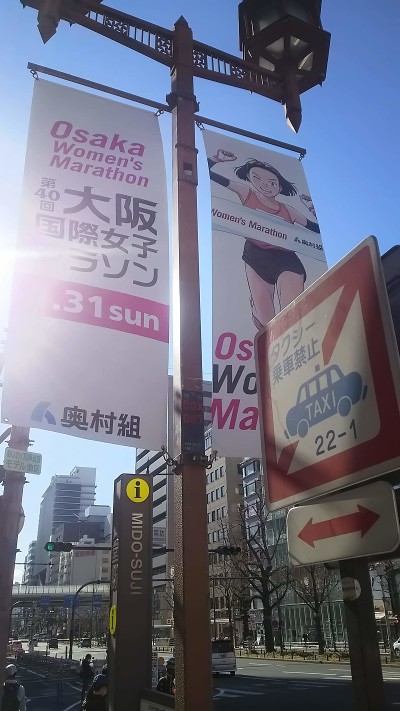 Osaka
Women's
Marathon
第40回
大阪
国際女子
ラソン
.31 sun
奥村組
Women's Marathon
奥村組
Os
Wo
Ma
タクシー
乗車禁止
TAXI
22-1
i
MIDO-SUJI